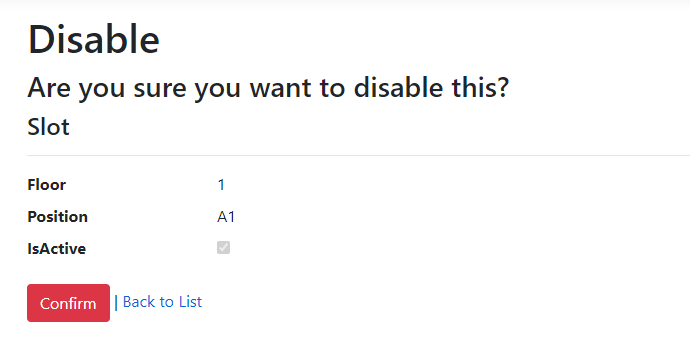 Disable
Are you sure you want to disable this?
Slot
Floor 1
Position A1
IsActive
Confirm | Back to List